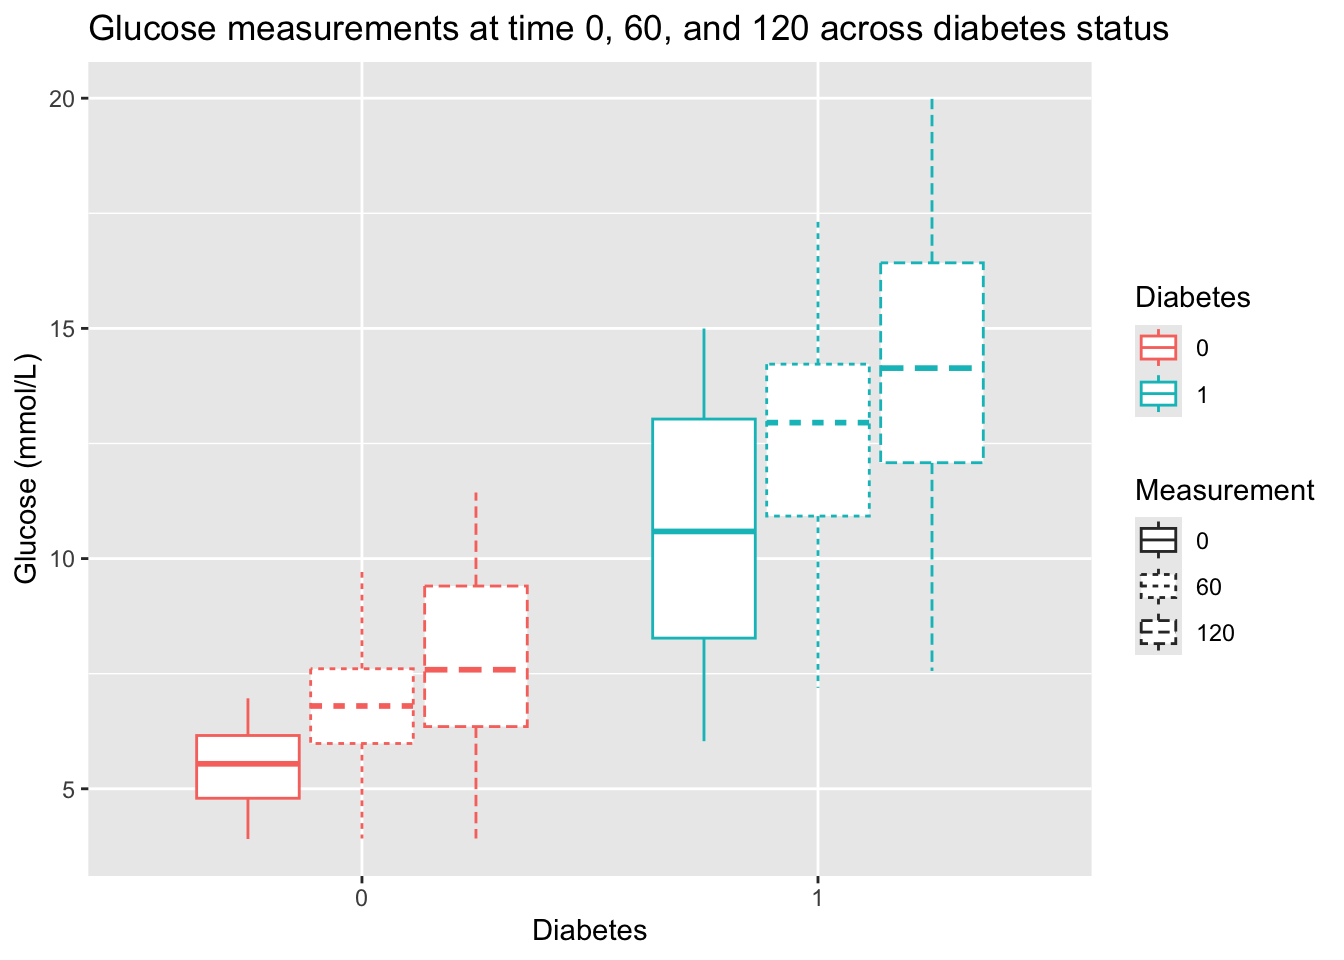 Glucose measurements at time 0, 60, and 120 across diabetes status
20
15
10
5
Glucose (mmol/L)
0
1
Diabetes
Diabetes
0
1
Measurement
0
60
120